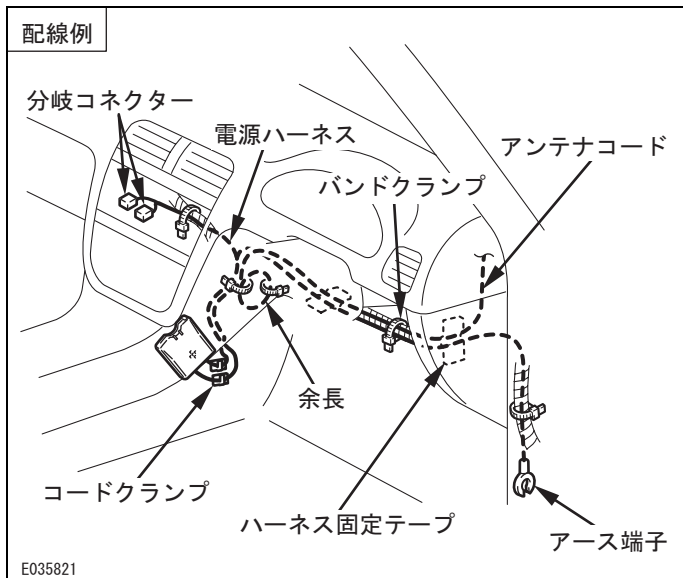 配線例
分岐コネクター
電源ハーネス
アンテナコード
バンドクランプ
余長
コードクランプ
ハーネス固定テープ
アース端子
E035821